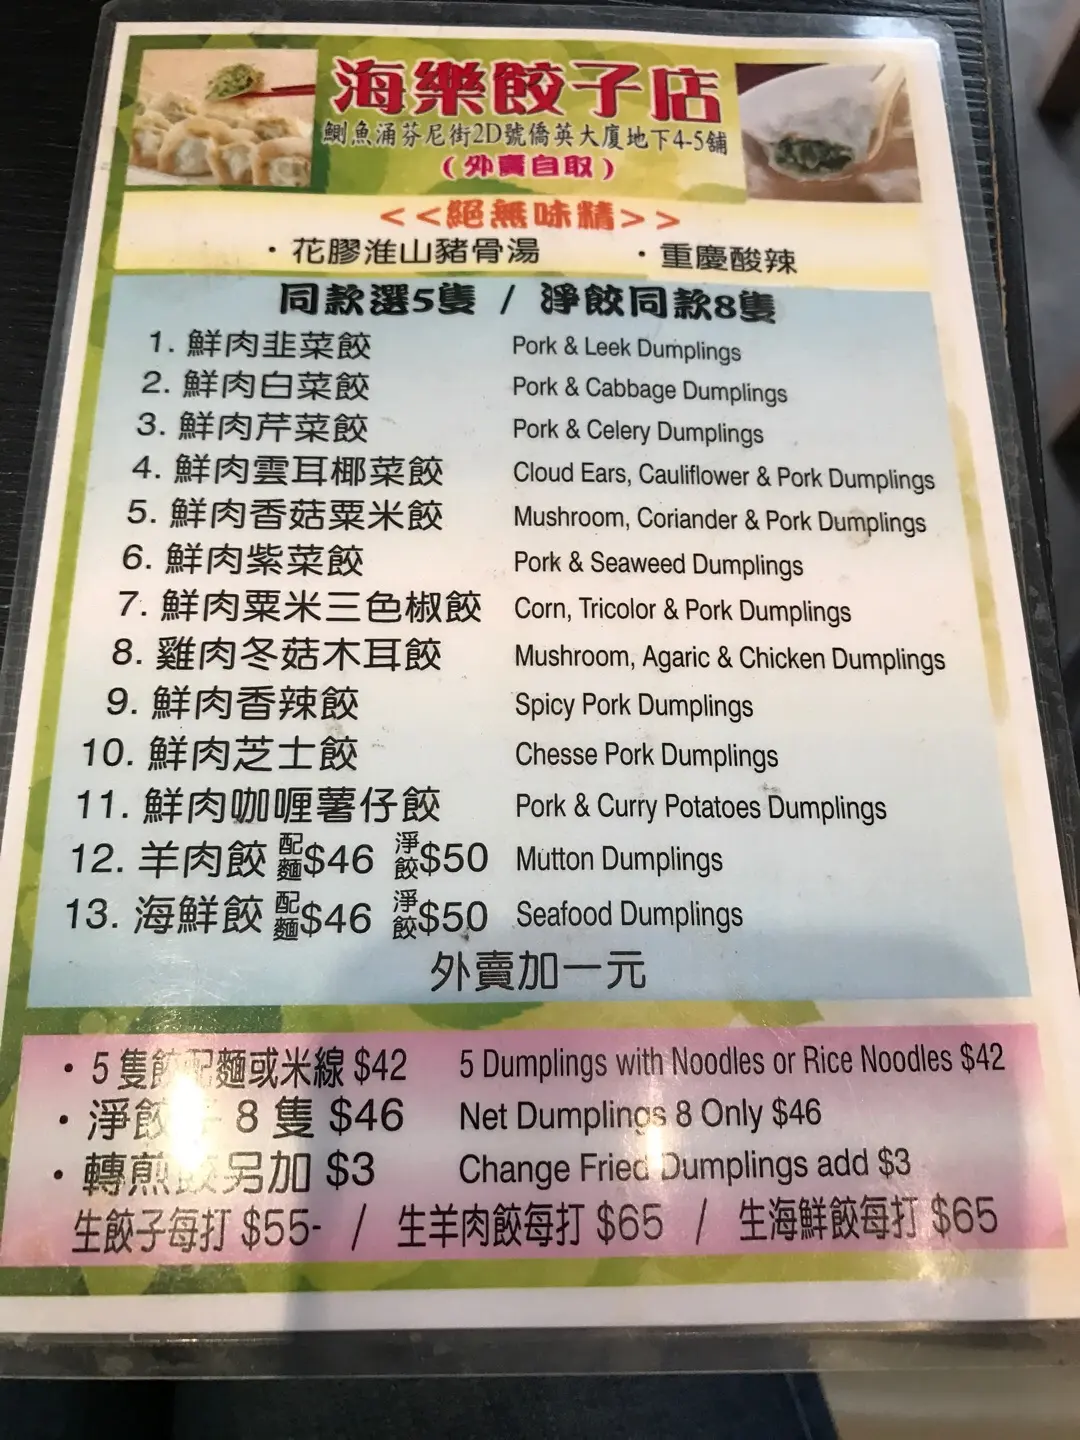 海樂餃子店
鰂魚涌芬尼街2D號僑英大廈地下4-5舖
(外賣自取)
<<絕無味精>>
·花膠淮山豬骨湯 ·重慶酸辣
同款選5隻 / 淨餃同款8隻
1. 鮮肉韭菜餃 Pork & Leek Dumplings
2. 鮮肉白菜餃 Pork & Cabbage Dumplings
3. 鮮肉芹菜餃 Pork & Celery Dumplings
4. 鮮肉雲耳椰菜餃 Cloud Ears, Cauliflower & Pork Dumplings
5. 鮮肉香菇粟米餃 Mushroom, Coriander & Pork Dumplings
6. 鮮肉紫菜餃 Pork & Seaweed Dumplings
7. 鮮肉粟米三色椒餃 Corn, Tricolor & Pork Dumplings
8. 雞肉冬菇木耳餃 Mushroom, Agaric & Chicken Dumplings
9. 鮮肉香辣餃 Spicy Pork Dumplings
10. 鮮肉芝士餃 Chesse Pork Dumplings
11. 鮮肉咖喱薯仔餃 Pork & Curry Potatoes Dumplings
12. 羊肉餃 配麵$46 淨餃$50 Mutton Dumplings
13. 海鮮餃 配麵$46 淨餃$50 Seafood Dumplings
外賣加一元
·5隻餃配麵或米線 $42 5 Dumplings with Noodles or Rice Noodles $42
·淨餃子 8 隻 $46 Net Dumplings 8 Only $46
·轉煎餃另加 $3 Change Fried Dumplings add $3
生餃子每打 $55- / 生羊肉餃每打 $65 / 生海鮮餃每打 $65